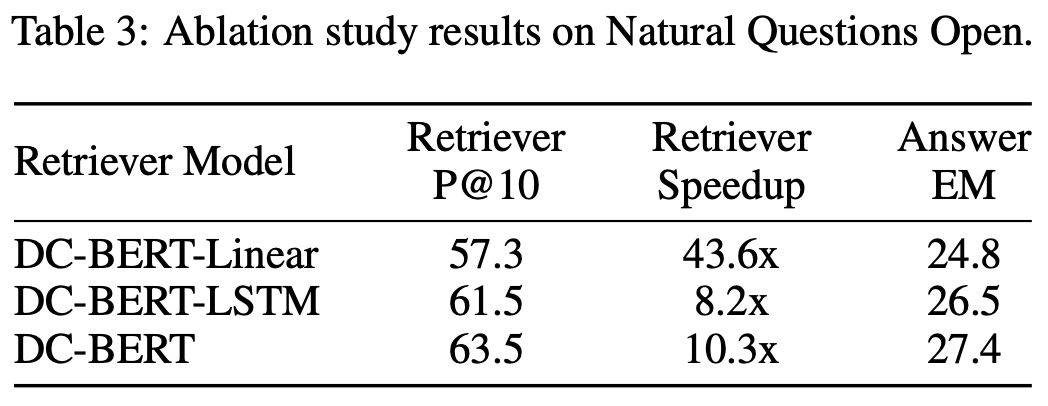 Table 3: Ablation study results on Natural Questions Open.
Retriever Model Retriever P@10 Retriever Speedup Answer EM
DC-BERT-Linear 57.3 43.6x 24.8
DC-BERT-LSTM 61.5 8.2x 26.5
DC-BERT 63.5 10.3x 27.4